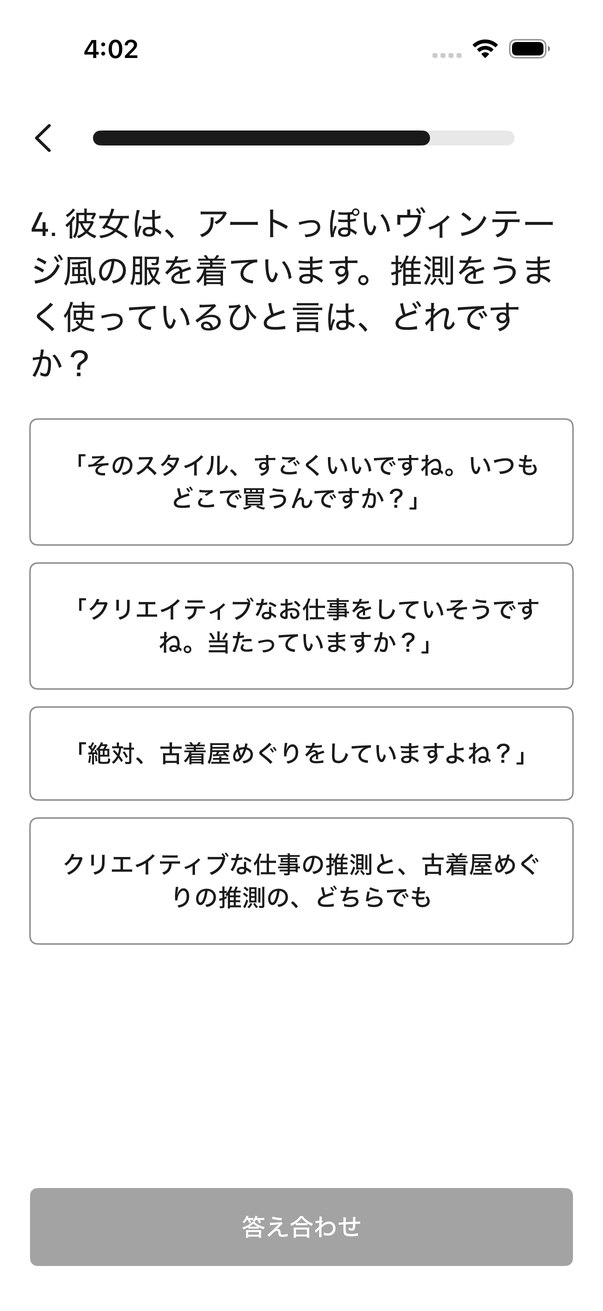 4:02
4. 彼女は、アートっぽいヴィンテー
ジ風の服を着ています。推測をうま
く使っているひと言は、どれです
か？
「そのスタイル、すごくいいですね。いつも
どこで買うんですか？」
「クリエイティブなお仕事をしていそうです
ね。当たっていますか？」
「絶対、古着屋めぐりをしていますよね？」
クリエイティブな仕事の推測と、古着屋めぐ
りの推測の、どちらでも
答え合わせ